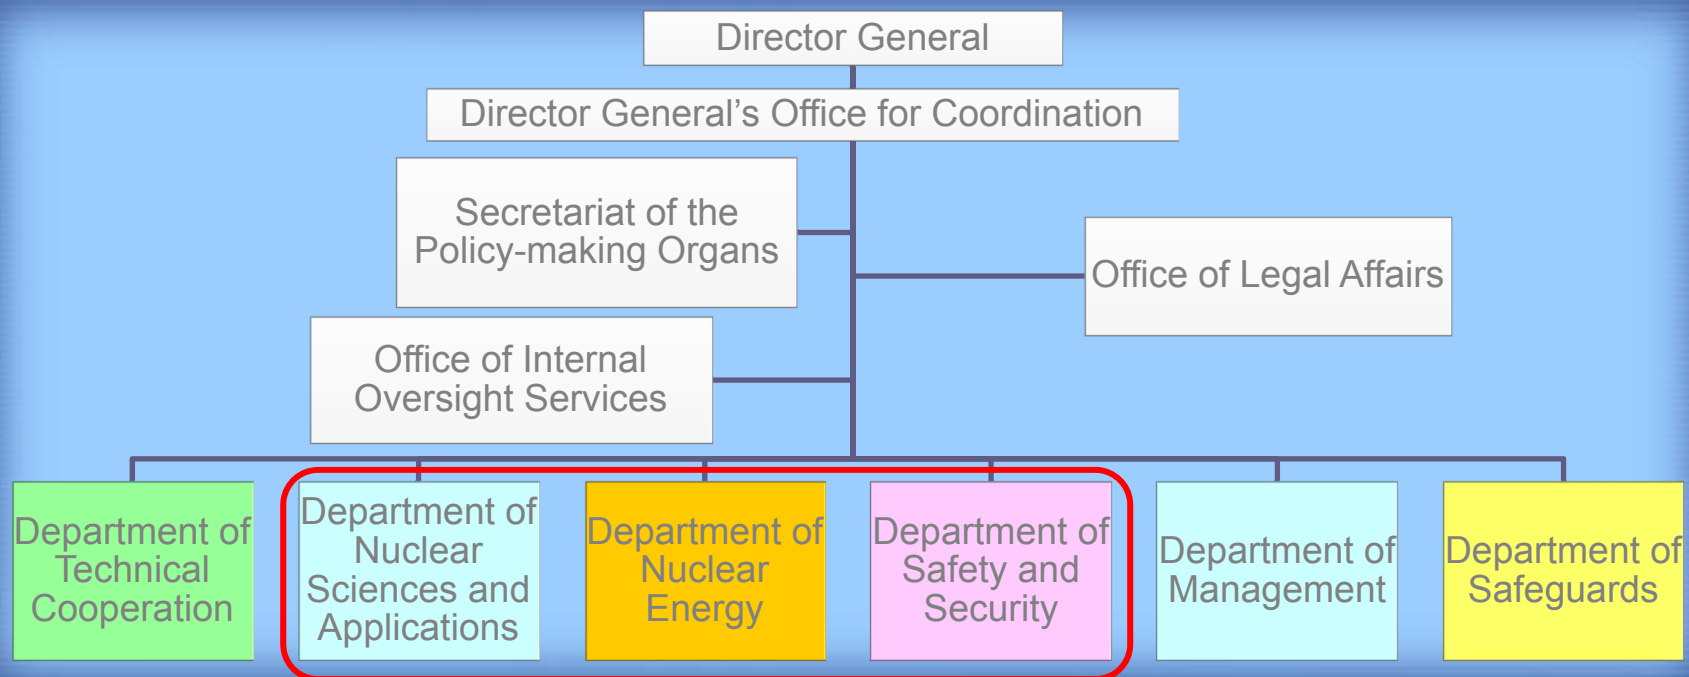 Director General
Director General’s Office for Coordination
Secretariat of the
Policy-making Organs
Office of Legal Affairs
Office of Internal
Oversight Services
Department of
Technical
Cooperation
Department of
Nuclear
Sciences and
Applications
Department of
Nuclear
Energy
Department of
Safety and
Security
Department of
Management
Department of
Safeguards